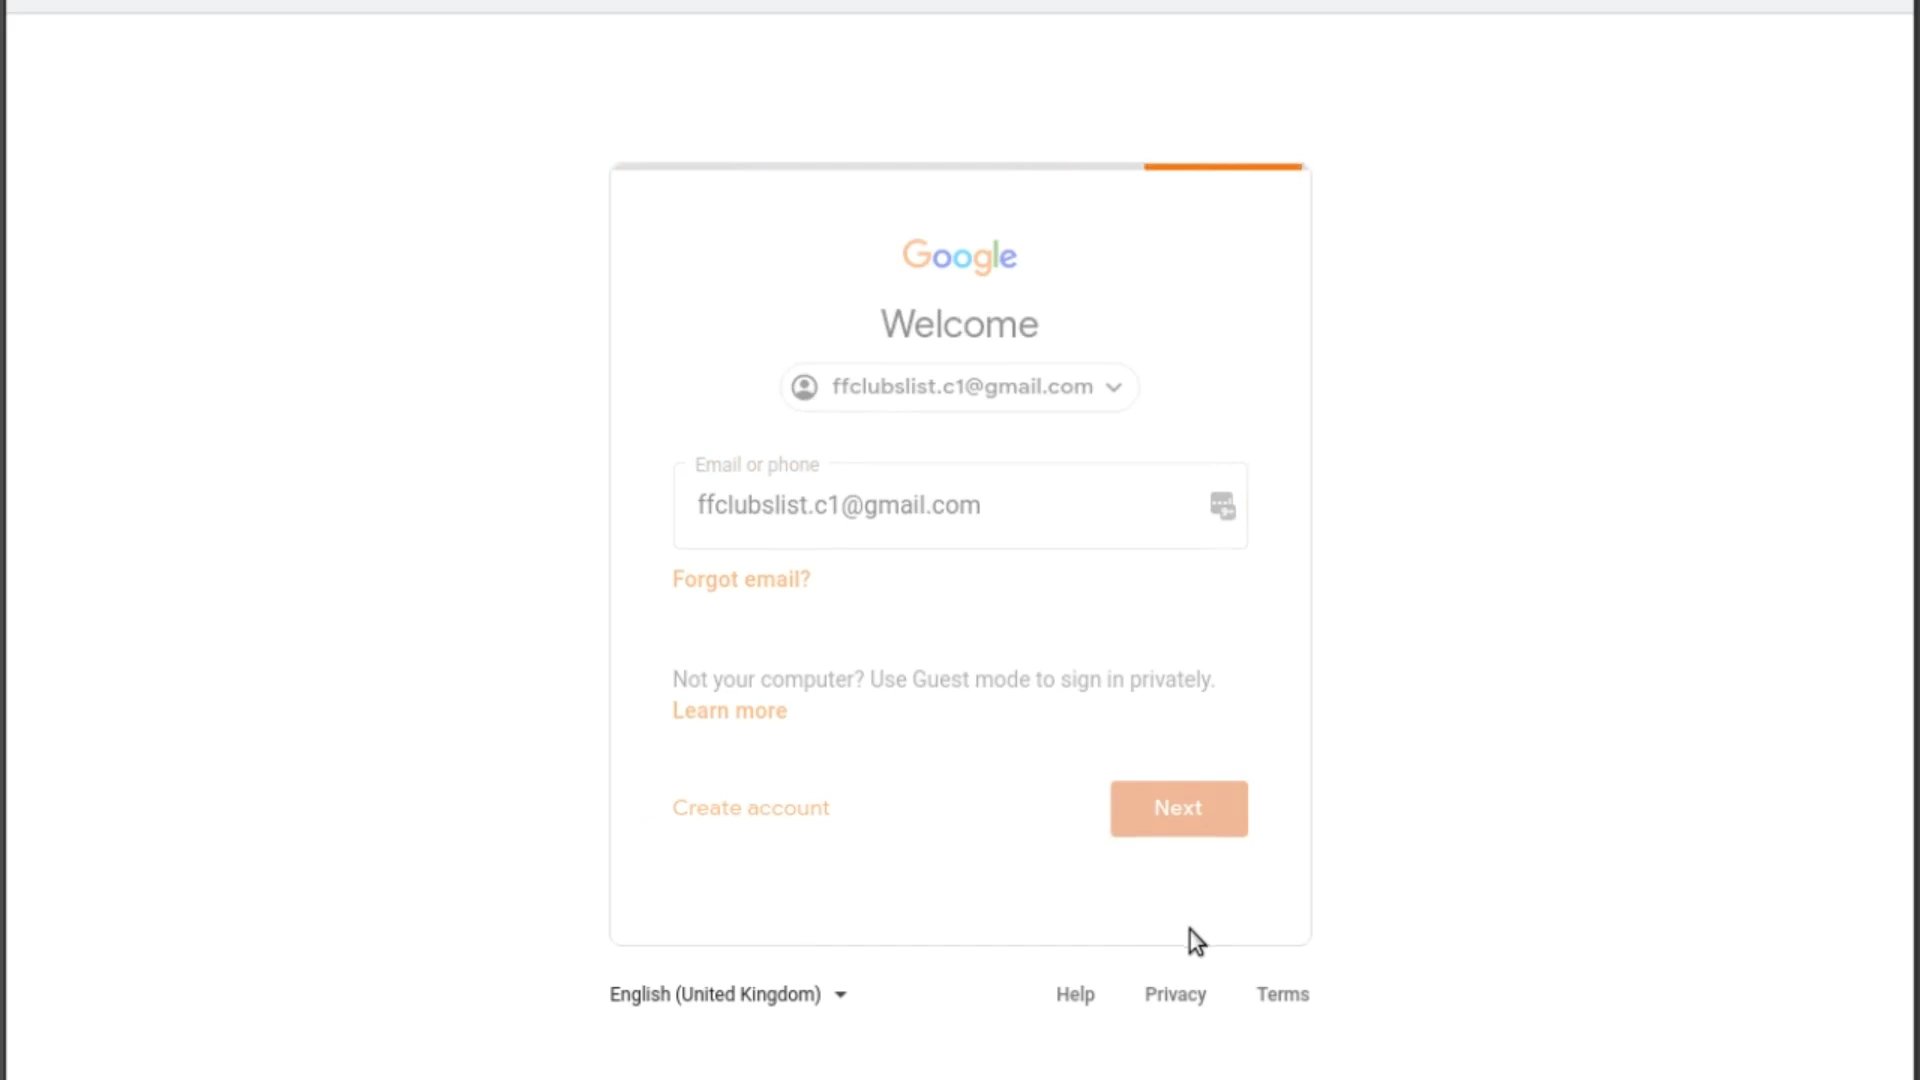 Google
Welcome
ffclubslist.c1@gmail.com
Email or phone
ffclubslist.c1@gmail.com
Forgot email?
Not your computer? Use Guest mode to sign in privately.
Learn more
Create account
Next
English (United Kingdom)
Help
Privacy
Terms